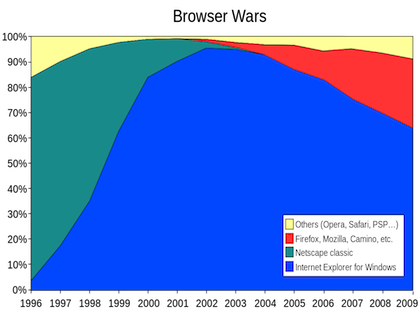 Browser Wars
100%
90%
80%
70%
60%
50%
40%
30%
20%
10%
0%
Others (Opera, Safari, PSP...)
Firefox, Mozilla, Camino, etc.
Netscape classic
Internet Explorer for Windows
1996 1997 1998 1999 2000 2001 2002 2003 2004 2005 2006 2007 2008 2009